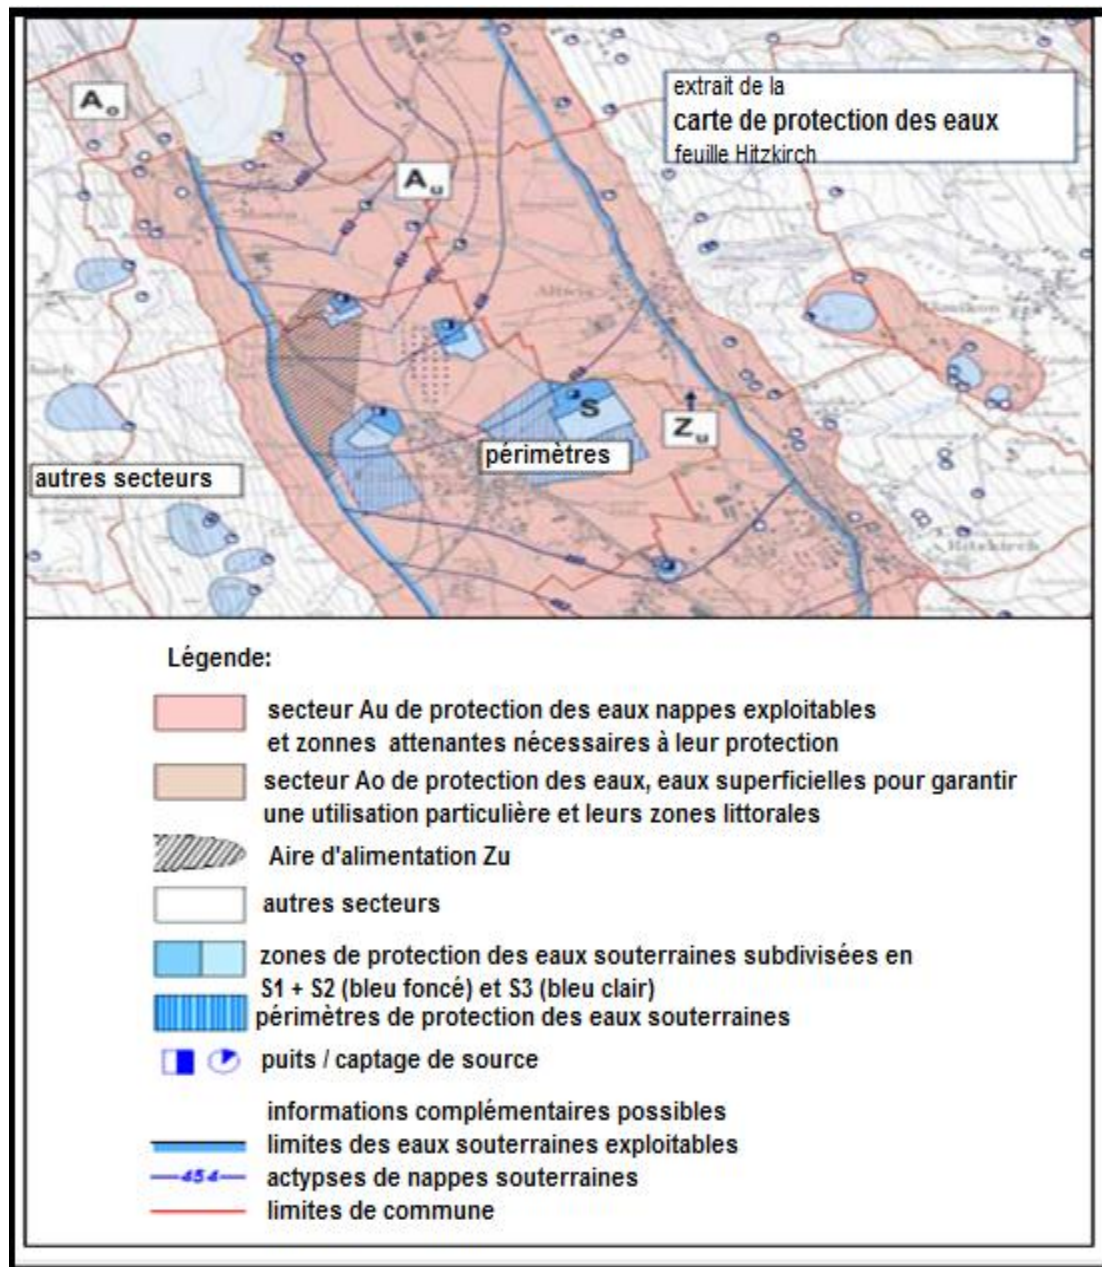 extrait de la
carte de protection des eaux
feuille Hitzkirch
Ao
Au
S
Zu
périmètres
autres secteurs
Hitzkirch
Légende:
secteur Au de protection des eaux nappes exploitables
et zonnes attenantes nécessaires à leur protection
secteur Ao de protection des eaux, eaux superficielles pour garantir
une utilisation particulière et leurs zones littorales
Aire d'alimentation Zu
autres secteurs
zones de protection des eaux souterraines subdivisées en
S1 + S2 (bleu foncé) et S3 (bleu clair)
périmètres de protection des eaux souterraines
puits / captage de source
informations complémentaires possibles
limites des eaux souterraines exploitables
454
actypses de nappes souterraines
limites de commune